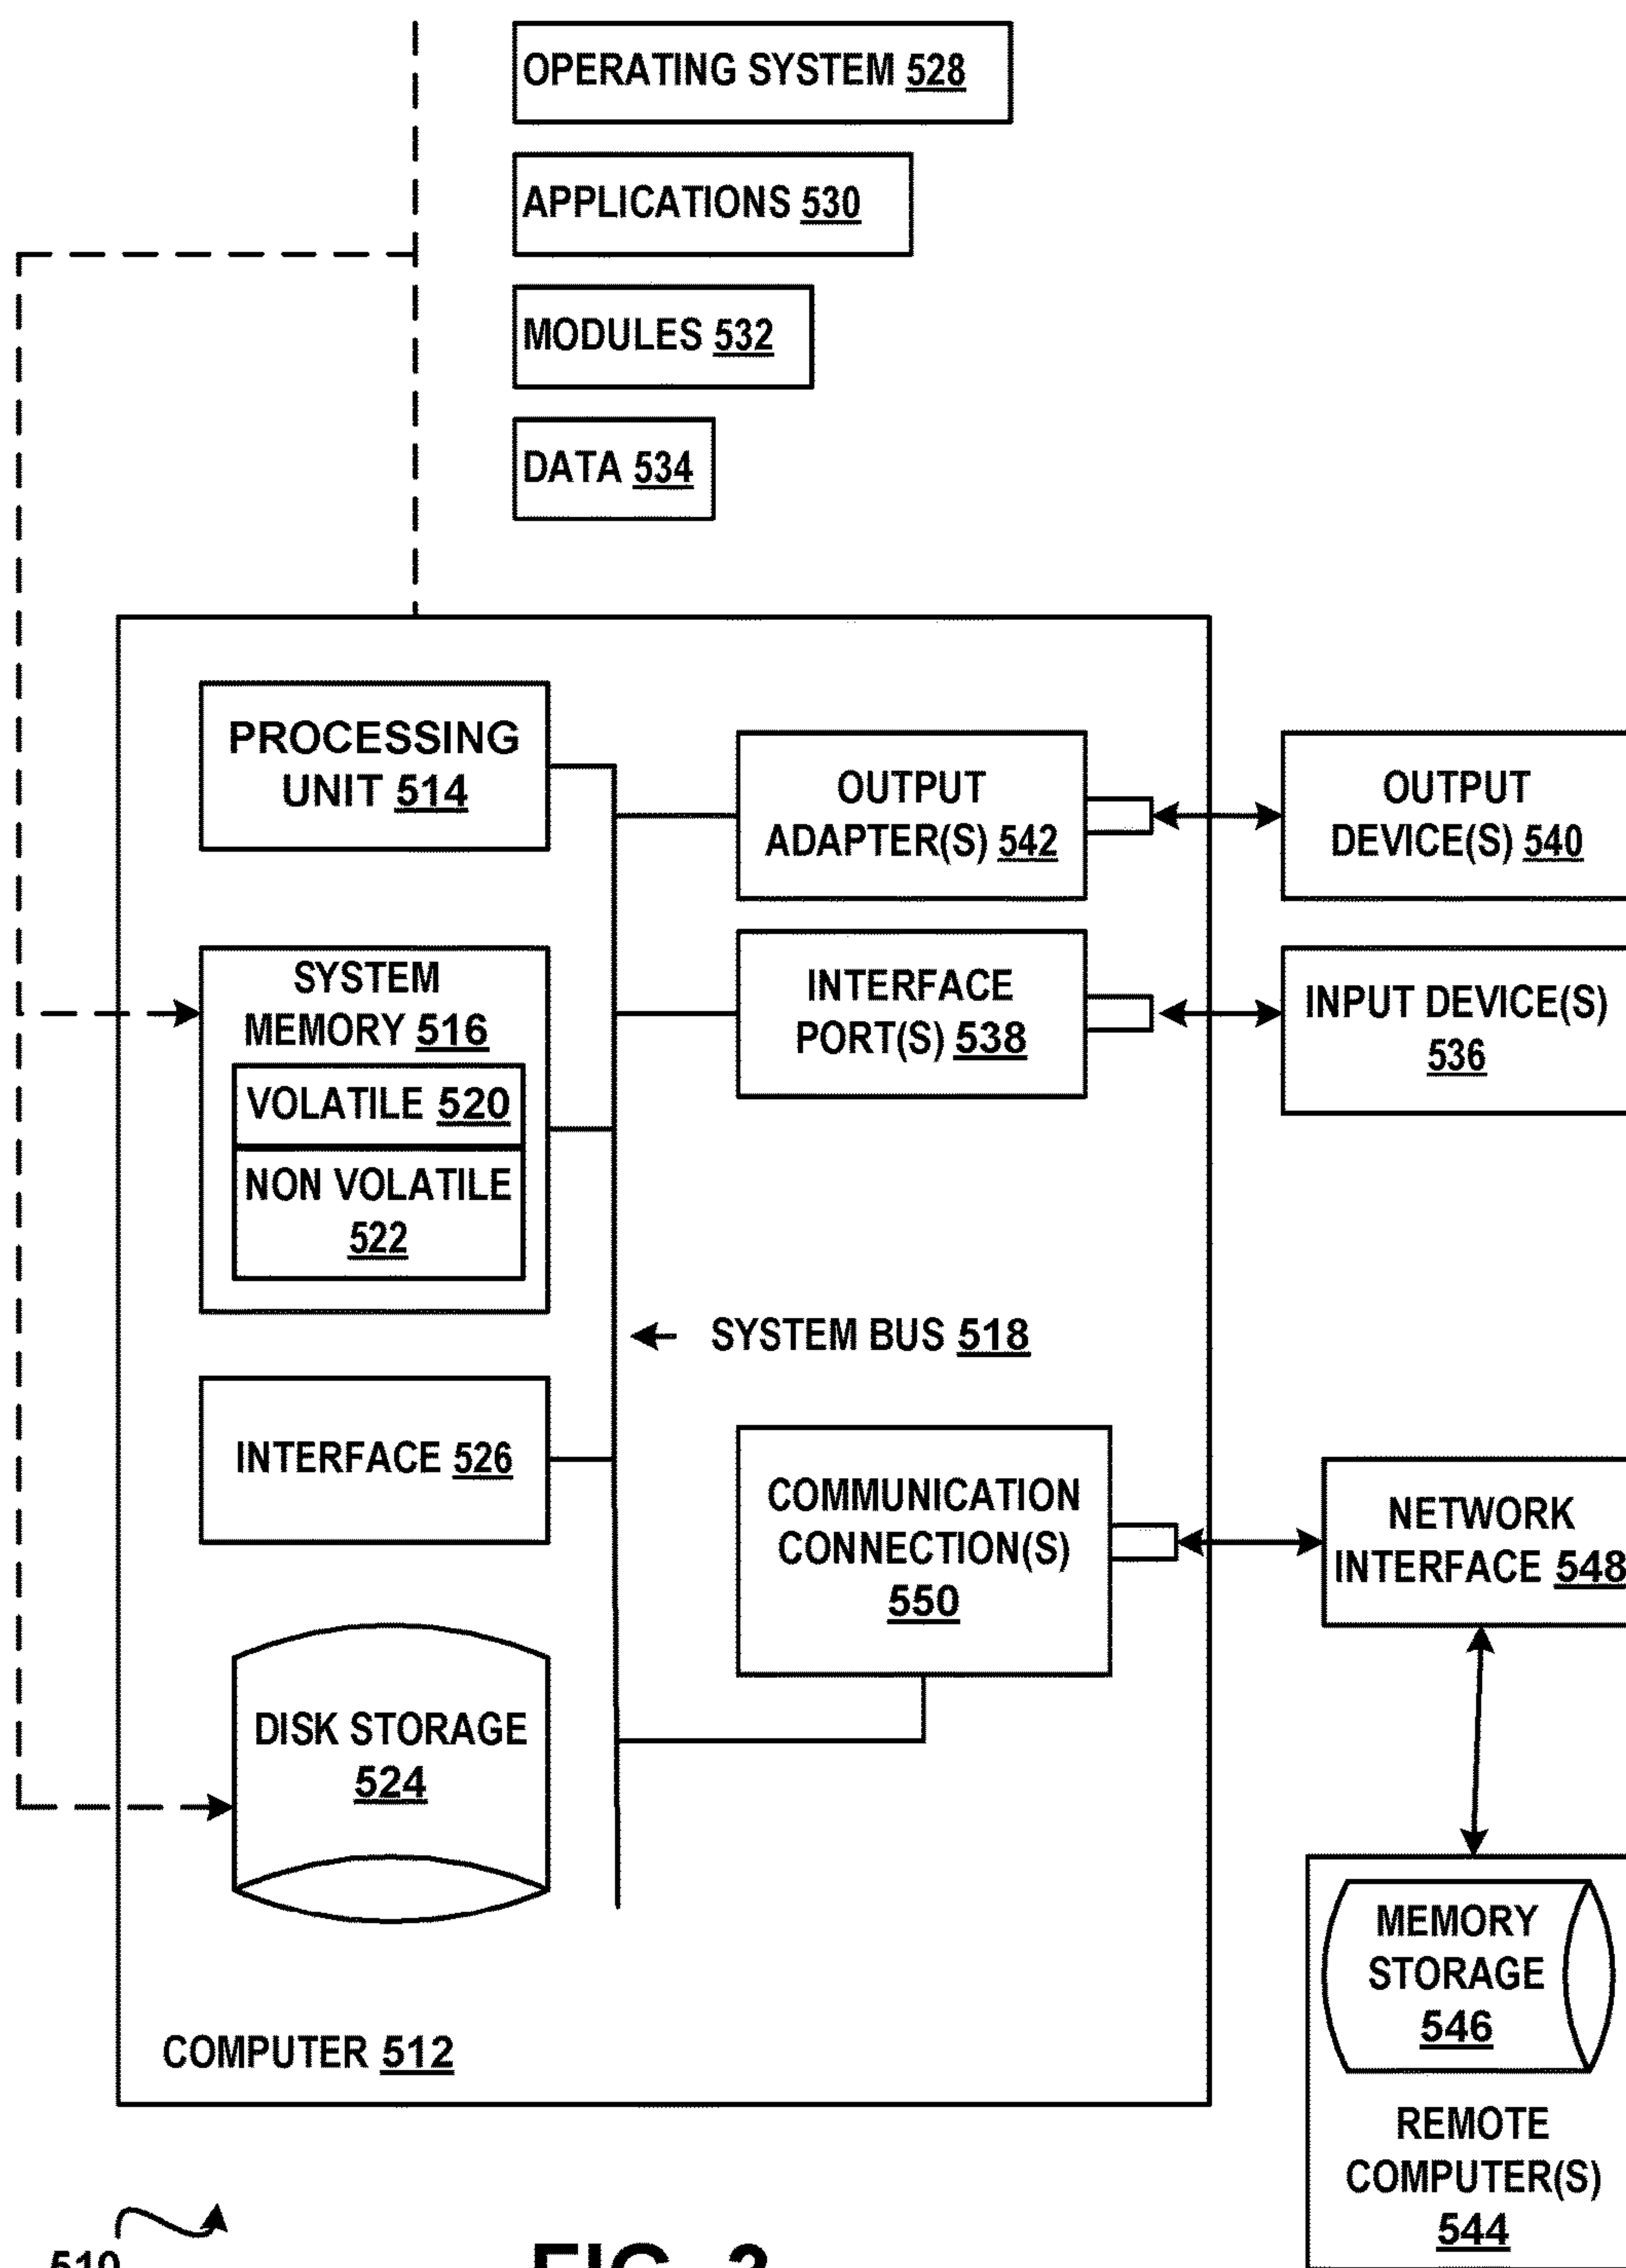 OPERATING SYSTEM 528
APPLICATIONS 530
MODULES 532
DATA 534
PROCESSING
UNIT 514
OUTPUT
ADAPTER(S) 542
OUTPUT
DEVICE(S) 540
SYSTEM
MEMORY 516
VOLATILE 520
NON VOLATILE
522
INTERFACE
PORT(S) 538
INPUT DEVICE(S)
536
SYSTEM BUS 518
INTERFACE 526
COMMUNICATION
CONNECTION(S)
550
NETWORK
INTERFACE 548
DISK STORAGE
524
MEMORY
STORAGE
546
REMOTE
COMPUTER(S)
544
COMPUTER 512
FIG.